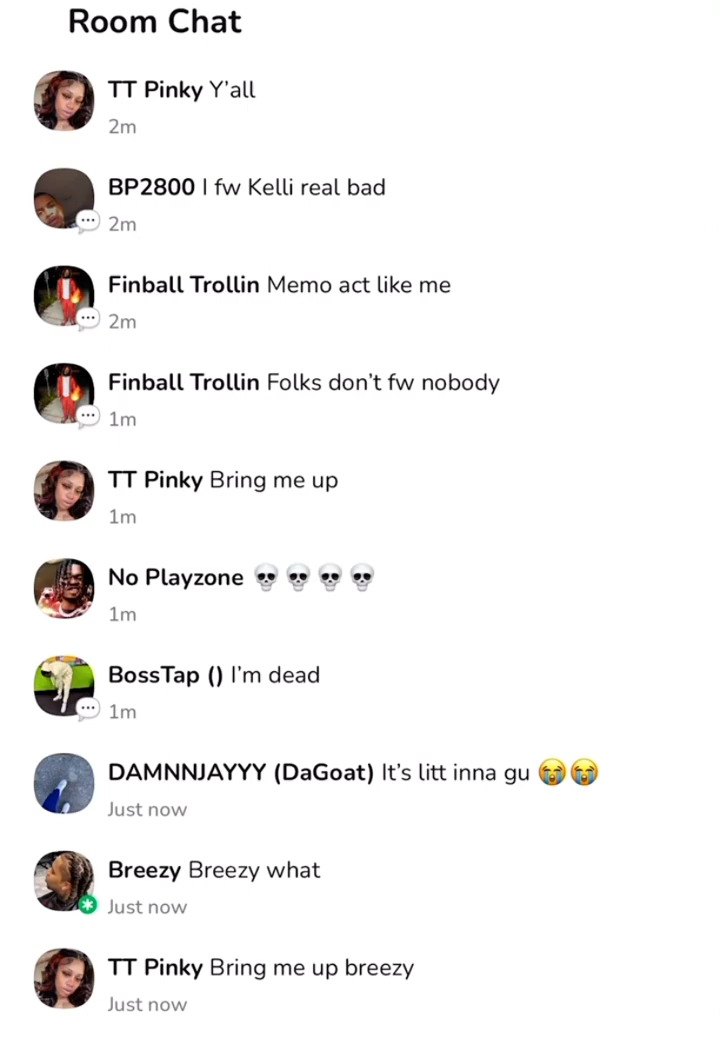 Room Chat
TT Pinky Y'all
2m
BP2800 I fw Kelli real bad
2m
Finball Trollin Memo act like me
2m
Finball Trollin Folks don't fw nobody
1m
TT Pinky Bring me up
1m
No Playzone 💀💀💀💀
1m
BossTap () I'm dead
1m
DAMNNJAYYY (DaGoat) It's litt inna gu 😭😭
Just now
Breezy Breezy what
Just now
TT Pinky Bring me up breezy
Just now